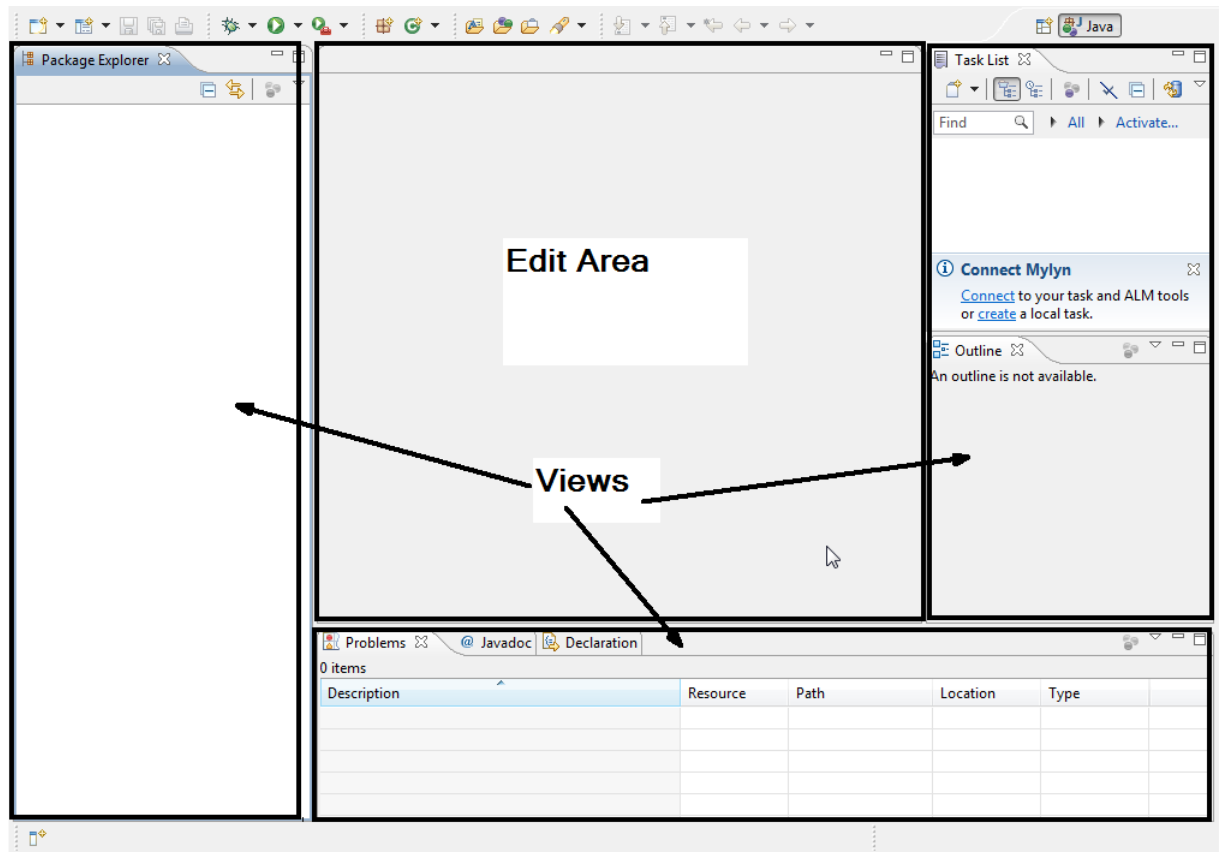 Java
Package Explorer
Task List
Find
All
Activate...
Edit Area
Connect Mylyn
Connect to your task and ALM tools
or create a local task.
Outline
An outline is not available.
Views
Problems
@ Javadoc
Declaration
0 items
Description
Resource
Path
Location
Type